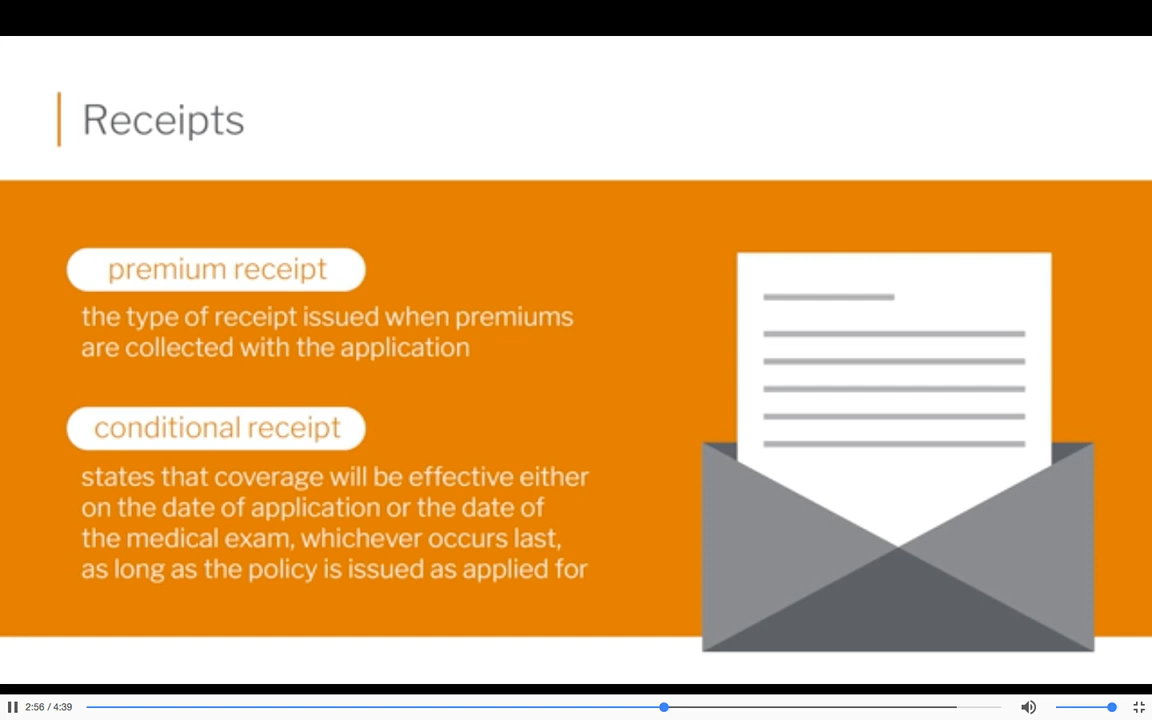 Receipts
premium receipt
the type of receipt issued when premiums
are collected with the application
conditional receipt
states that coverage will be effective either
on the date of application or the date of
the medical exam, whichever occurs last,
as long as the policy is issued as applied for
2:56 / 4:39